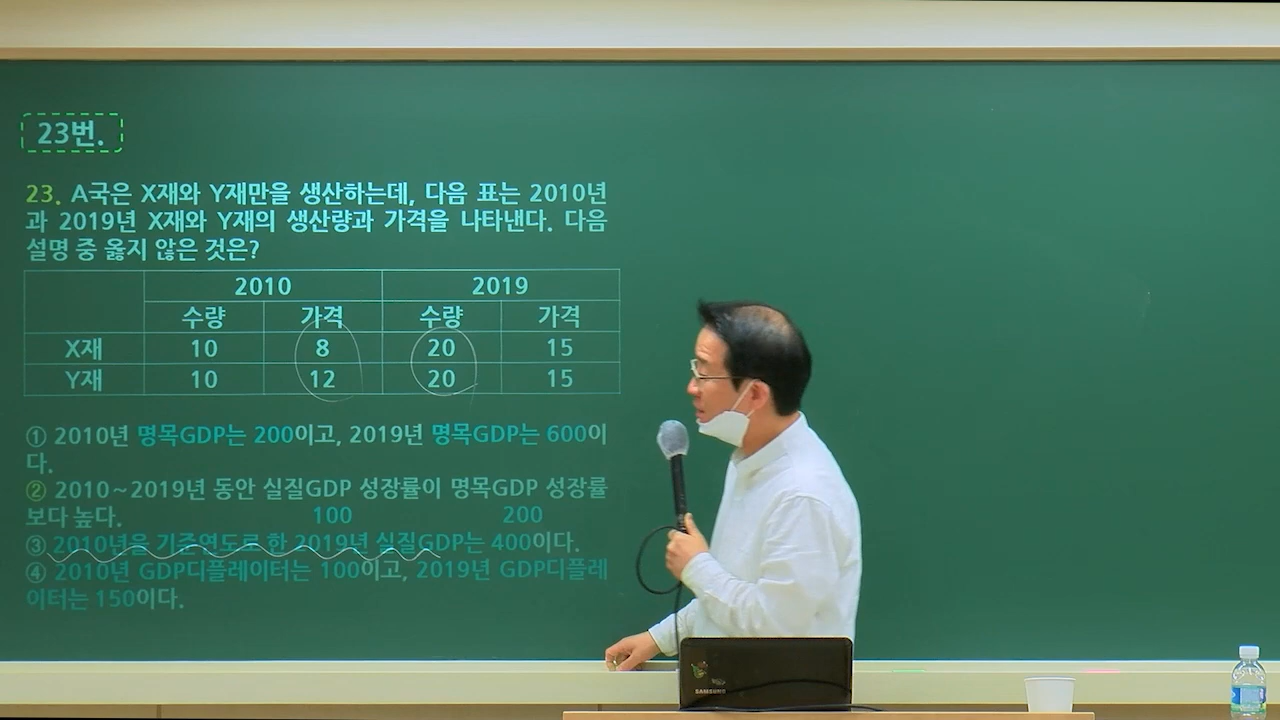 23번.
23. A국은 X재와 Y재만을 생산하는데, 다음 표는 2010년
과 2019년 X재와 Y재의 생산량과 가격을 나타낸다. 다음
설명 중 옳지 않은 것은?
2010 2019
수량 가격 수량 가격
X재 10 8 20 15
Y재 10 12 20 15
① 2010년 명목GDP는 200이고, 2019년 명목GDP는 600이
다.
② 2010~2019년 동안 실질GDP 성장률이 명목GDP 성장률
보다 높다. 100 200
③ 2010년을 기준연도로 한 2019년 실질GDP는 400이다.
④ 2010년 GDP디플레이터는 100이고, 2019년 GDP디플레
이터는 150이다.
SAMSUNG